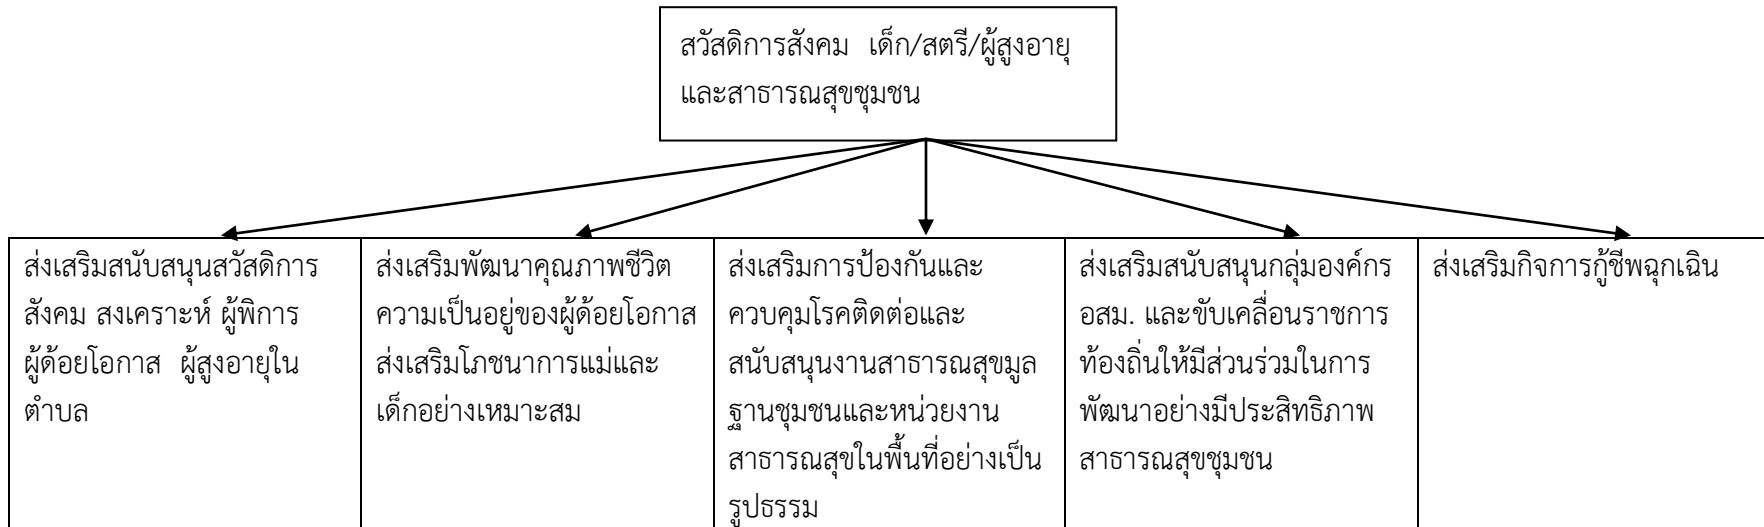 สวัสดิการสังคม เด็ก/สตรี/ผู้สูงอายุ
และสาธารณสุขชุมชน
ส่งเสริมสนับสนุนสวัสดิการ
สังคม สงเคราะห์ ผู้พิการ
ผู้ด้อยโอกาส ผู้สูงอายุใน
ตำบล
ส่งเสริมพัฒนาคุณภาพชีวิต
ความเป็นอยู่ของผู้ด้อยโอกาส
ส่งเสริมโภชนาการแม่และ
เด็กอย่างเหมาะสม
ส่งเสริมการป้องกันและ
ควบคุมโรคติดต่อและ
สนับสนุนงานสาธารณสุขมูล
ฐานชุมชนและหน่วยงาน
สาธารณสุขในพื้นที่อย่างเป็น
รูปธรรม
ส่งเสริมสนับสนุนกลุ่มองค์กร
อสม. และขับเคลื่อนราชการ
ท้องถิ่นให้มีส่วนร่วมในการ
พัฒนาอย่างมีประสิทธิภาพ
สาธารณสุขชุมชน
ส่งเสริมกิจการกู้ชีพฉุกเฉิน